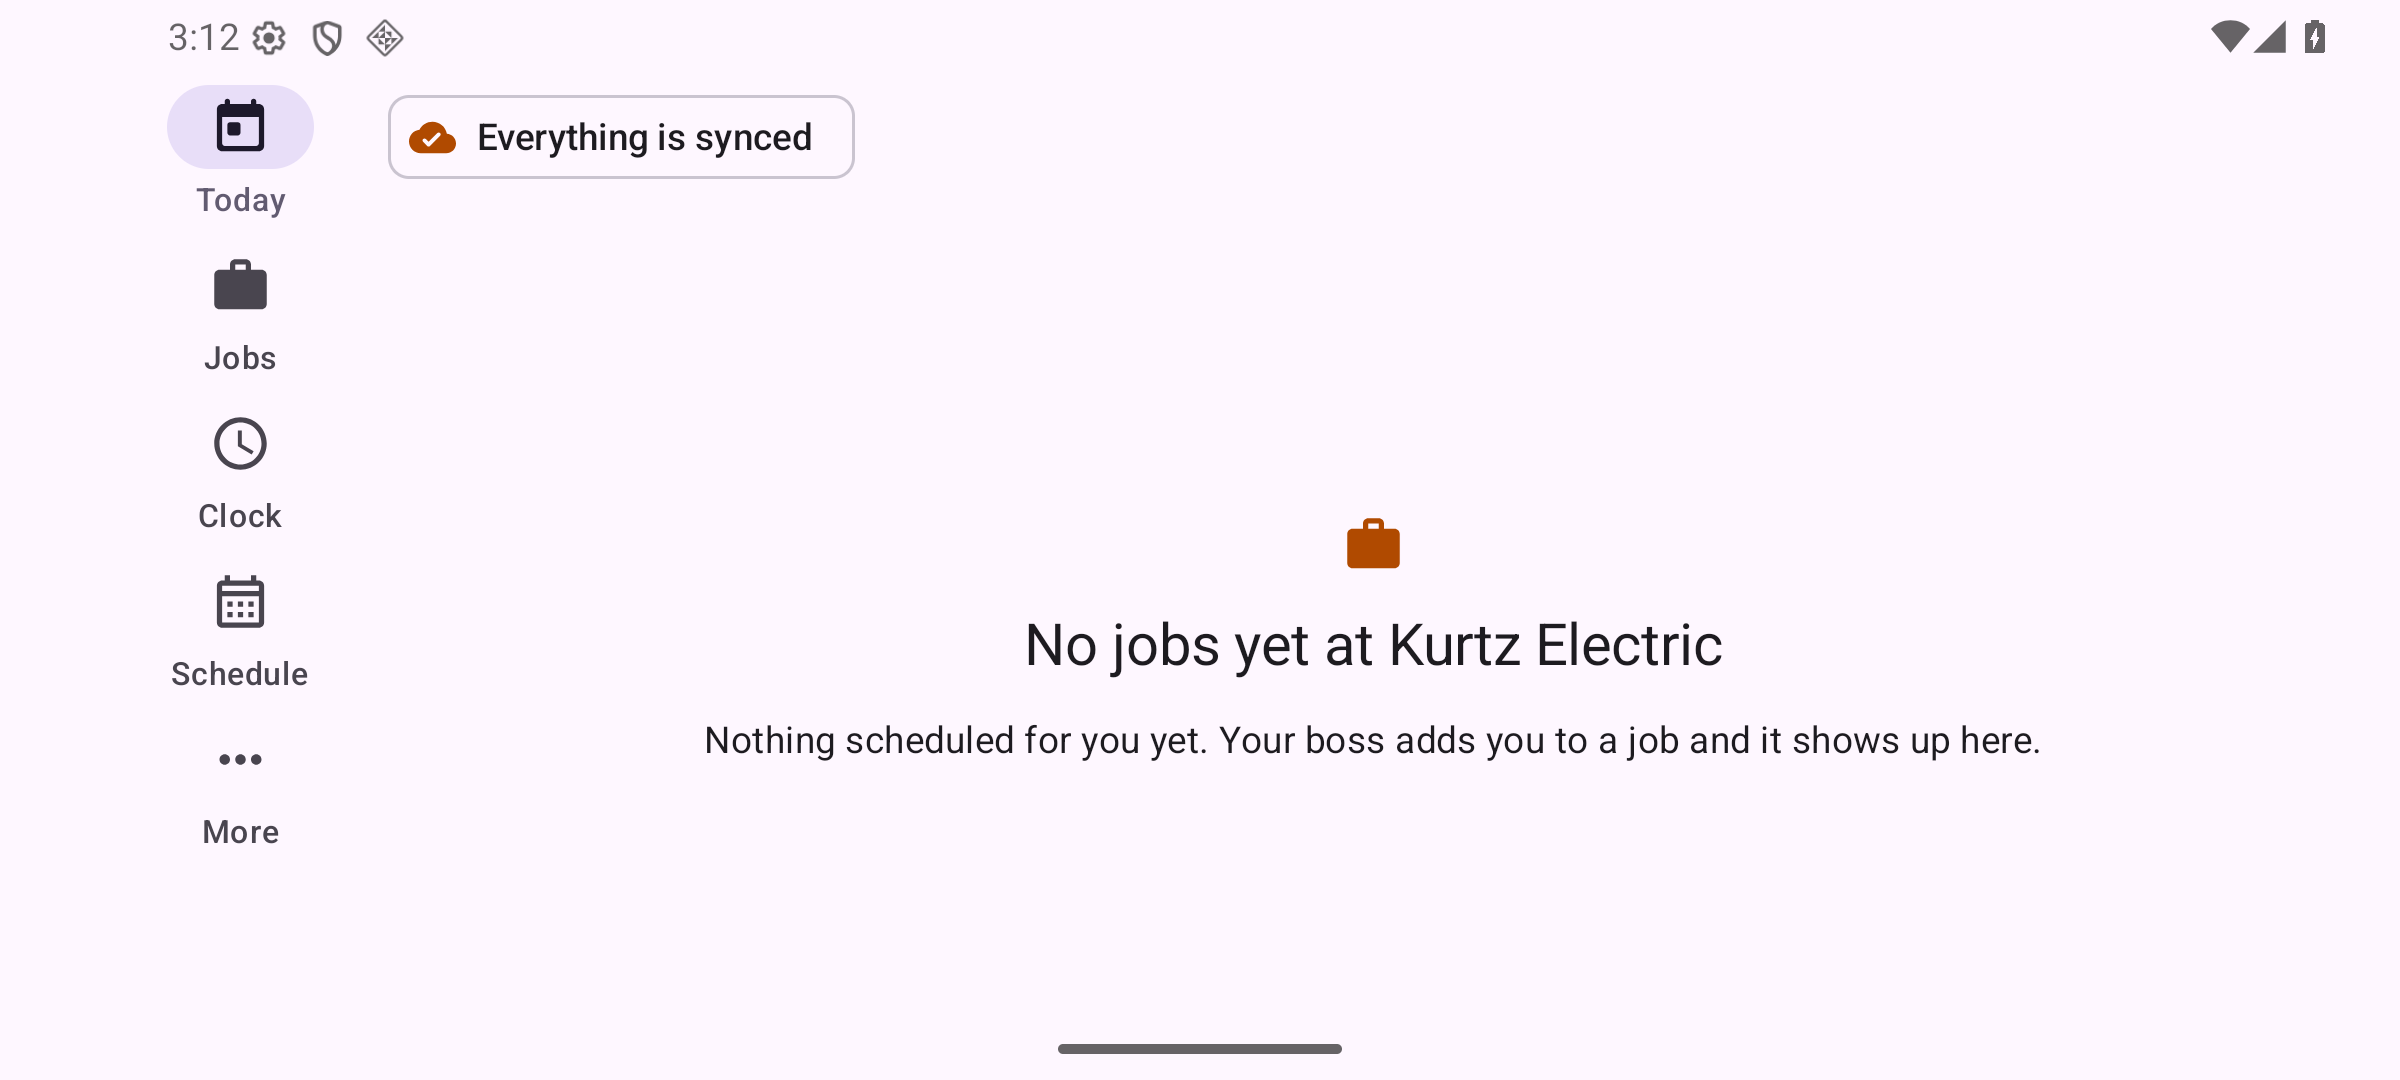 3:12
Everything is synced
Today
Jobs
Clock
Schedule
More
No jobs yet at Kurtz Electric
Nothing scheduled for you yet. Your boss adds you to a job and it shows up here.